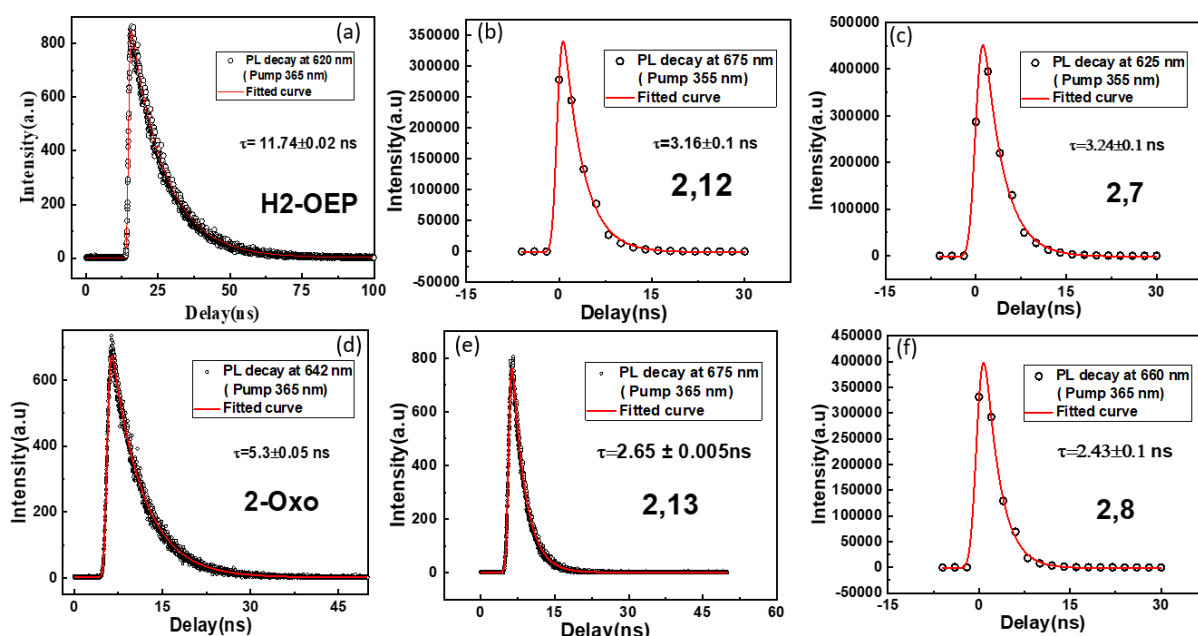 (a)
800
600
400
200
0
Intensity(a.u)
PL decay at 620 nm
( Pump 365 nm)
Fitted curve
τ= 11.74±0.02 ns
H2-OEP
0 25 50 75 100
Delay(ns)
(b)
350000
300000
250000
200000
150000
100000
50000
0
-50000
Intensity(a.u)
PL decay at 675 nm
( Pump 355 nm)
Fitted curve
τ=3.16±0.1 ns
2,12
-15 0 15 30
Delay(ns)
(c)
500000
400000
300000
200000
100000
0
Intensity(a.u)
PL decay at 625 nm
( Pump 355 nm)
Fitted curve
τ=3.24±0.1 ns
2,7
-15 0 15 30
Delay(ns)
(d)
600
400
200
0
Intensity(a.u)
PL decay at 642 nm
( Pump 365 nm)
Fitted curve
τ=5.3±0.05 ns
2-Oxo
0 15 30 45
Delay(ns)
(e)
800
600
400
200
0
Intensity(a.u)
PL decay at 675 nm
( Pump 365 nm)
Fitted curve
τ=2.65 ± 0.005ns
2,13
0 10 20 30 40 50 60
Delay(ns)
(f)
450000
400000
350000
300000
250000
200000
150000
100000
50000
0
-50000
Intensity(a.u)
PL decay at 660 nm
( Pump 365 nm)
Fitted curve
τ=2.43±0.1 ns
2,8
-15 0 15 30
Delay(ns)